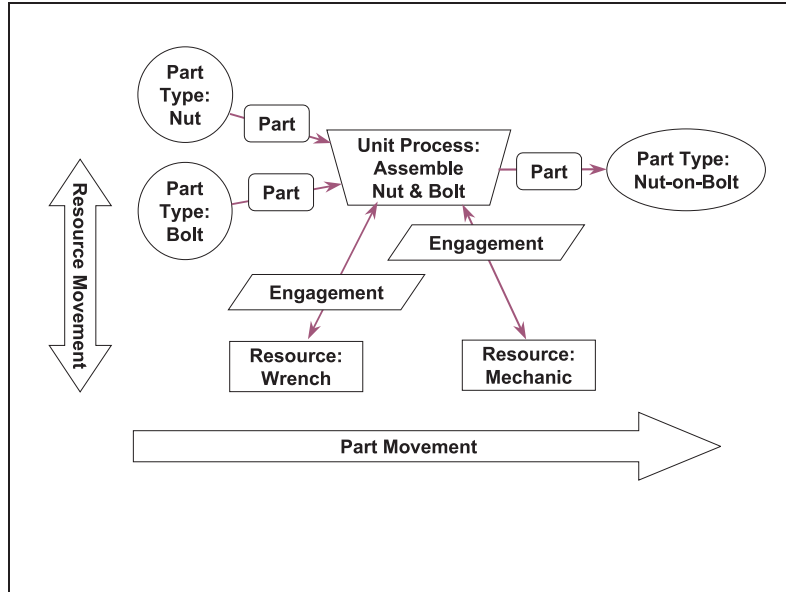 Part
Type:
Nut
Part
Unit Process:
Assemble
Nut & Bolt
Part
Part Type:
Nut-on-Bolt
Part
Type:
Bolt
Part
Resource Movement
Engagement
Engagement
Resource:
Wrench
Resource:
Mechanic
Part Movement